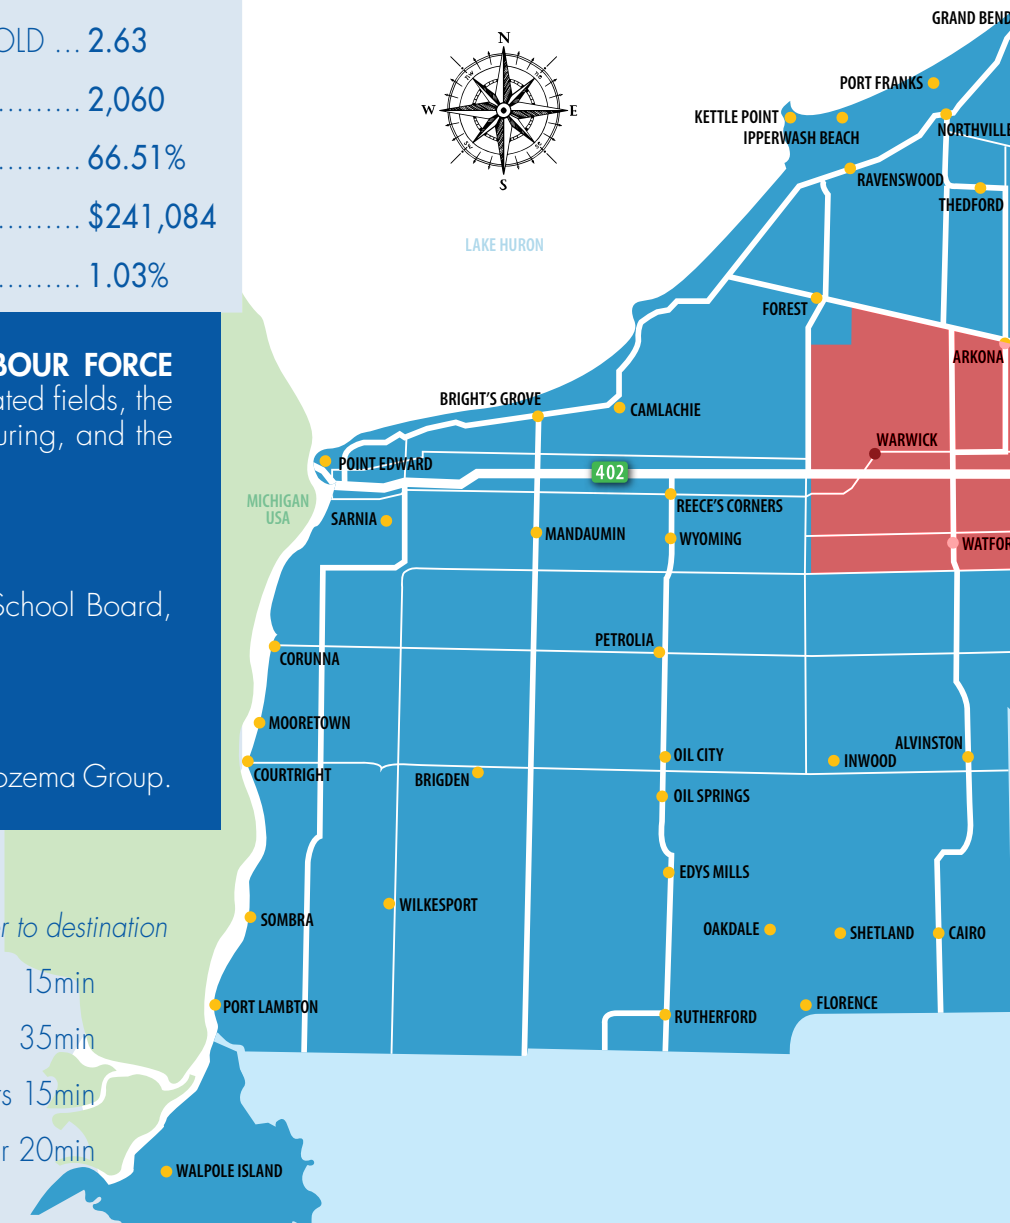 OLD ... 2.63
......... 2,060
......... 66.51%
......... $241,084
......... 1.03%
BOUR FORCE
ated fields, the
uring, and the
School Board,
ozema Group.
r to destination
15min
35min
rs 15min
r 20min
N
W E
S
GRAND BEND
PORT FRANKS
KETTLE POINT
IPPERWASH BEACH
NORTHVILLE
RAVENSWOOD
THEDFORD
LAKE HURON
FOREST
ARKONA
BRIGHT'S GROVE
CAMLACHIE
WARWICK
POINT EDWARD
402
MICHIGAN
USA
SARNIA
REECE'S CORNERS
MANDAUMIN
WYOMING
WATFOR
PETROLIA
CORUNNA
MOORETOWN
ALVINSTON
OIL CITY
INWOOD
COURTRIGHT
BRIGDEN
OIL SPRINGS
EDYS MILLS
WILKESPORT
SOMBRA
OAKDALE
SHETLAND
CAIRO
PORT LAMBTON
FLORENCE
RUTHERFORD
WALPOLE ISLAND